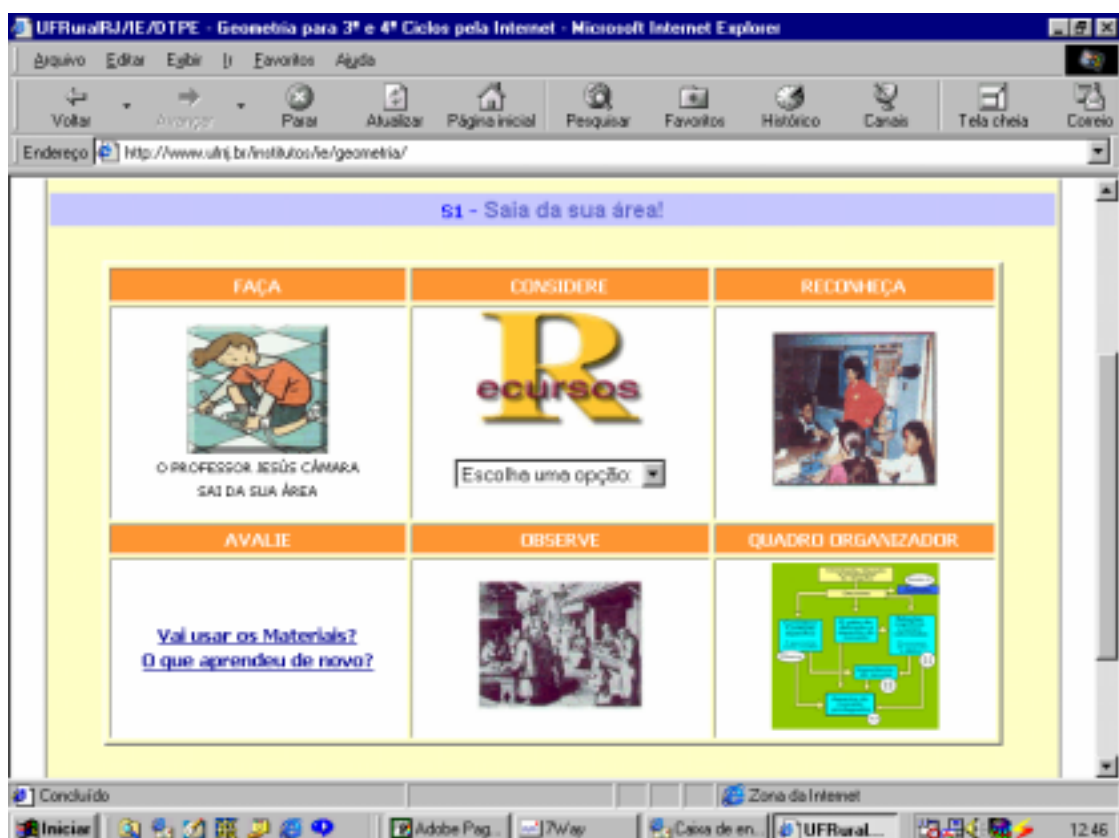 UFRuralRJ/IE/DTPE - Geometria para 3º e 4º Ciclos pela Internet - Microsoft Internet Explorer
Arquivo Editar Exibir Ir Favoritos Ajuda
Voltar Avançar Parar Atualizar Página inicial Pesquisar Favoritos Histórico Canais Tela cheia Correio
Endereço http://www.ufrrj.br/institutos/ie/geometria/
S1 - Saia da sua área!
FAÇA CONSIDERE RECONHEÇA
Recursos
O PROFESSOR JESÚS CÂMARA
SAI DA SUA ÁREA
Escolha uma opção:
AVALIE OBSERVE QUADRO ORGANIZADOR
Vai usar os Materiais?
O que aprendeu de novo?
Concluído Zona da Internet
Iniciar Adobe Pag... 7Way Caixa de en... UFRural... 12:45